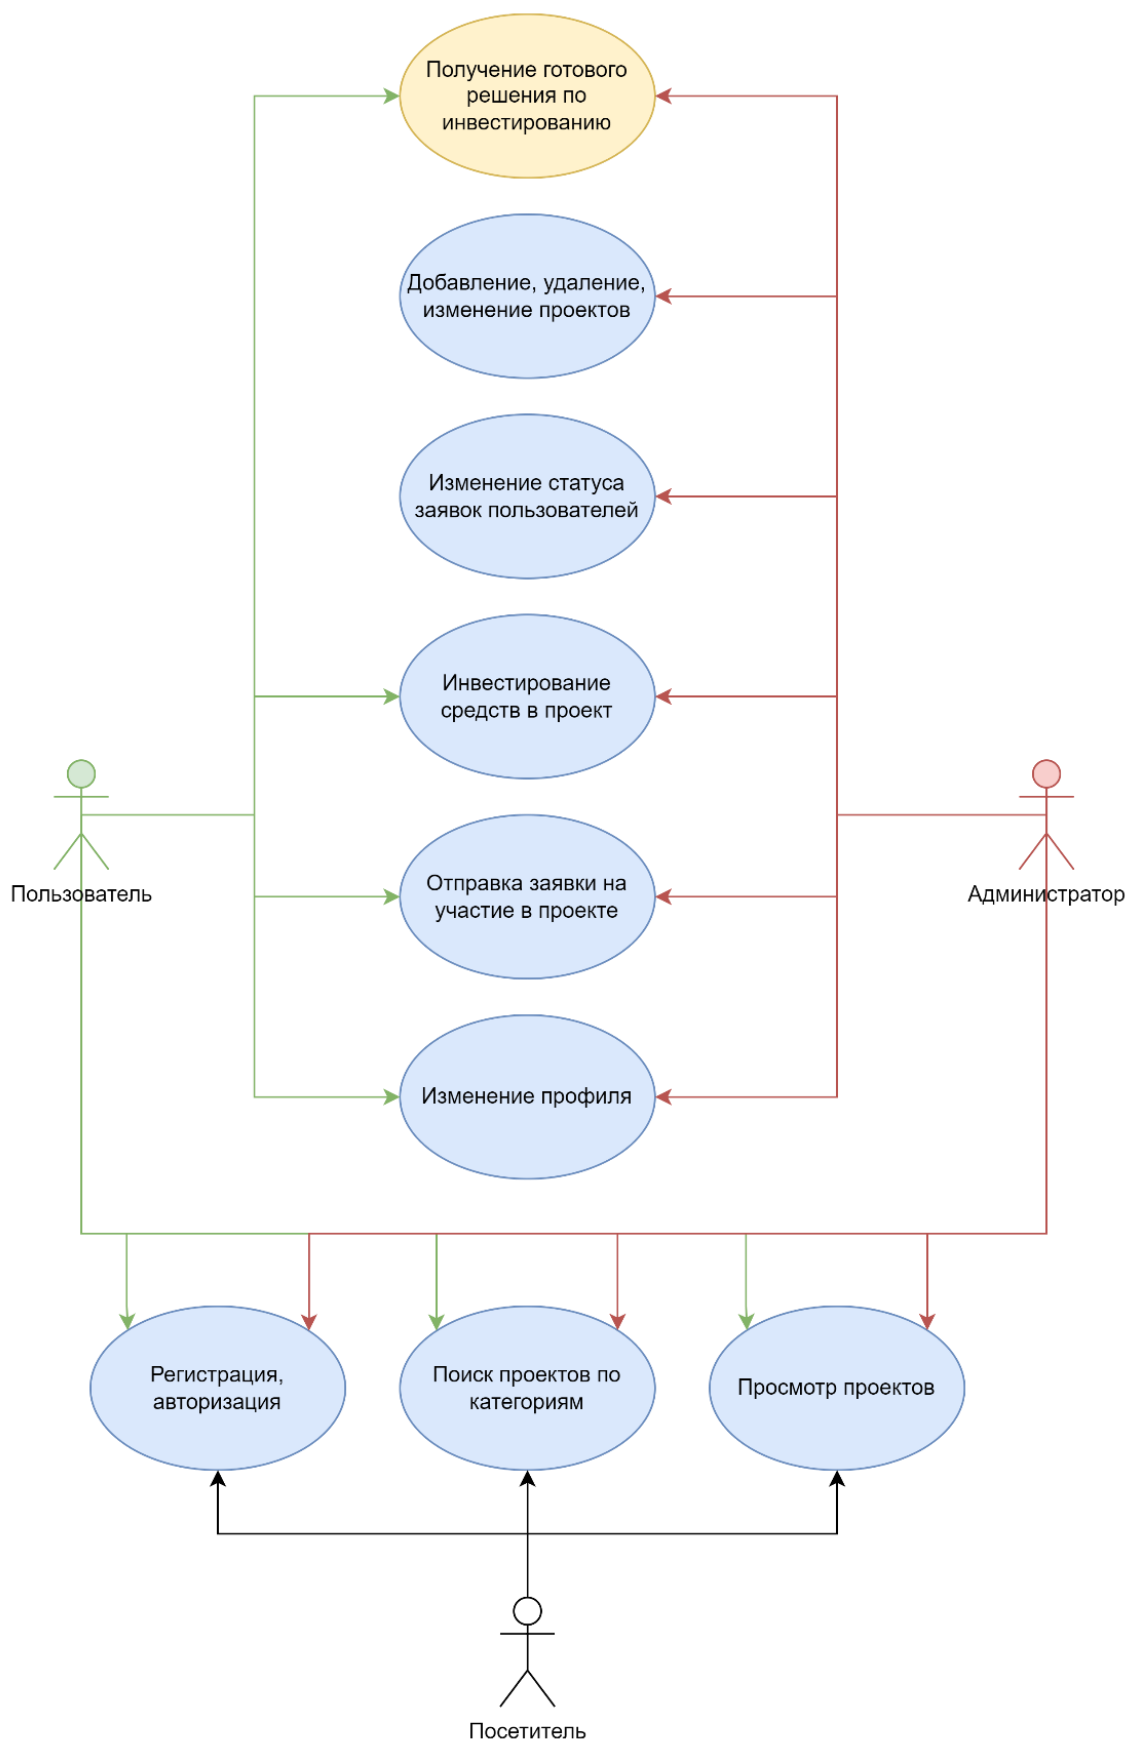 Получение готового
решения по
инвестированию
Добавление, удаление,
изменение проектов
Изменение статуса
заявок пользователей
Инвестирование
средств в проект
Пользователь
Администратор
Отправка заявки на
участие в проекте
Изменение профиля
Регистрация,
авторизация
Поиск проектов по
категориям
Просмотр проектов
Посетитель